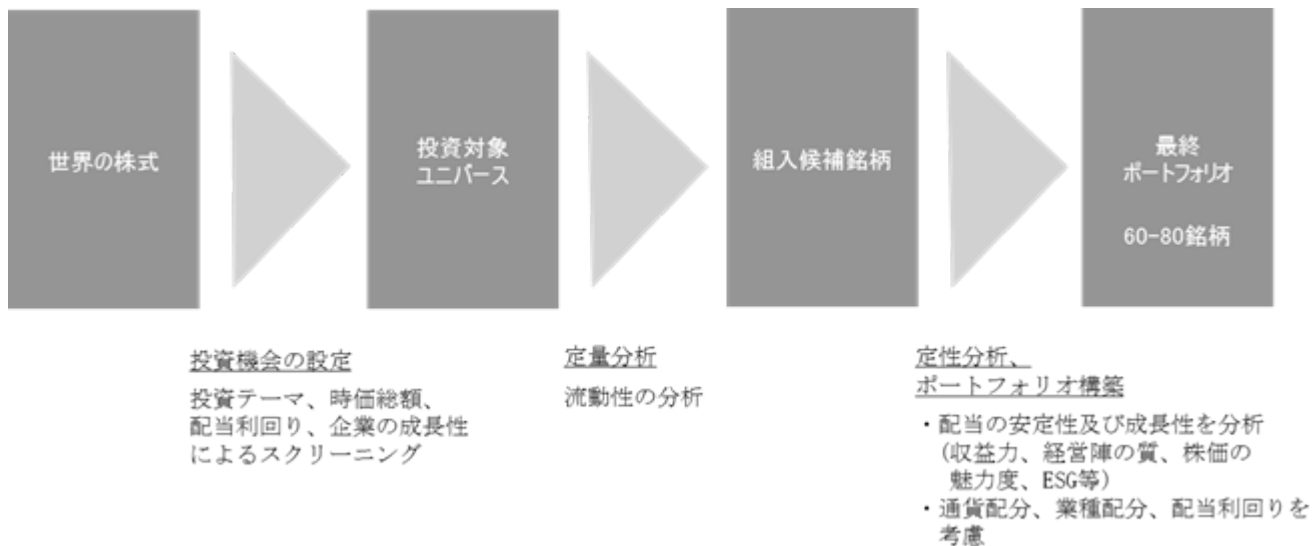 世界の株式
投資対象
ユニバース
組入候補銘柄
最終
ポートフォリオ
60-80銘柄
投資機会の設定
投資テーマ、時価総額、
配当利回り、企業の成長性
によるスクリーニング
定量分析
流動性の分析
定性分析、
ポートフォリオ構築
・配当の安定性及び成長性を分析
(収益力、経営陣の質、株価の
魅力度、ESG等)
・通貨配分、業種配分、配当利回りを
考慮